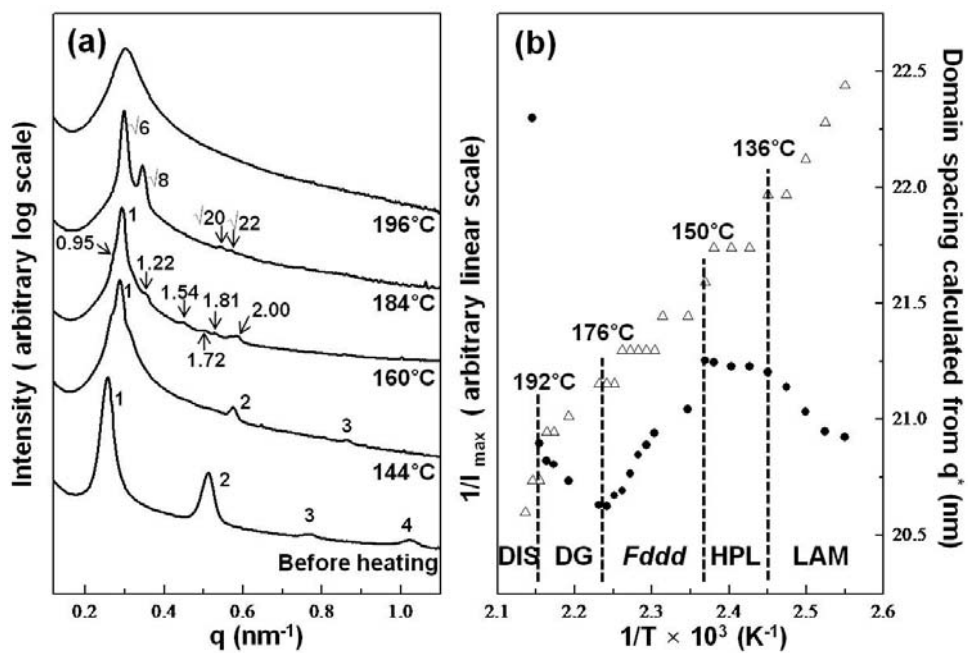 (a)
Intensity ( arbitrary log scale)
√6
√8
√20
√22
196°C
0.95
1
1.22
1.54
1.81
2.00
1.72
184°C
1
2
3
160°C
1
2
3
4
144°C
Before heating
0.2 0.4 0.6 0.8 1.0
q (nm⁻¹)
(b)
1/Imax ( arbitrary linear scale)
Domain spacing calculated from q* (nm)
22.5
22.0
21.5
21.0
20.5
136°C
150°C
176°C
192°C
DIS DG Fddd HPL LAM
2.1 2.2 2.3 2.4 2.5 2.6
1/T × 10³ (K⁻¹)